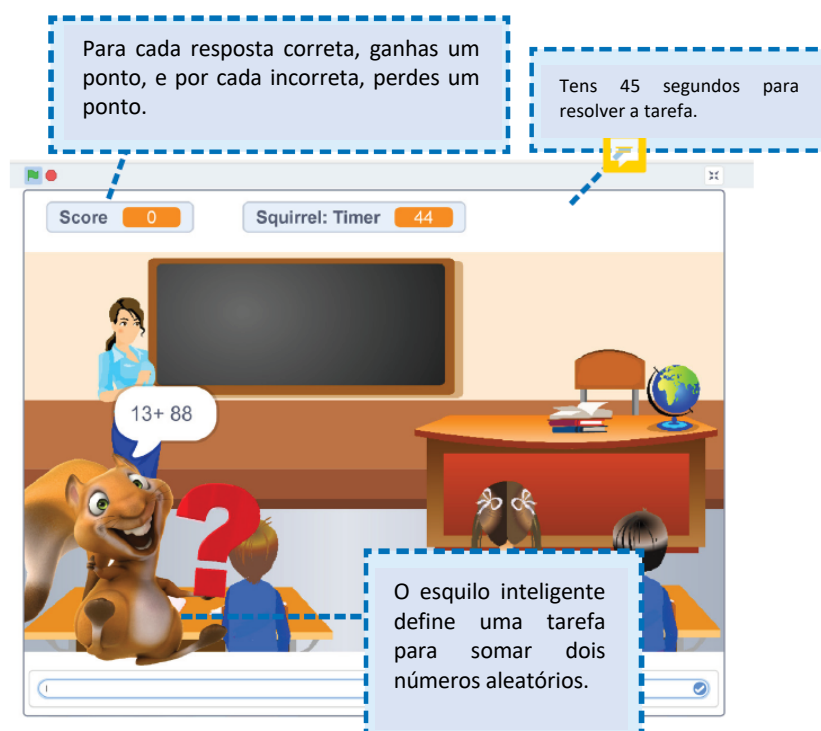 Para cada resposta correta, ganhas um
ponto, e por cada incorreta, perdes um
ponto.
Tens 45 segundos para
resolver a tarefa.
Score 0
Squirrel: Timer 44
13+ 88
O esquilo inteligente
define uma tarefa
para somar dois
números aleatórios.